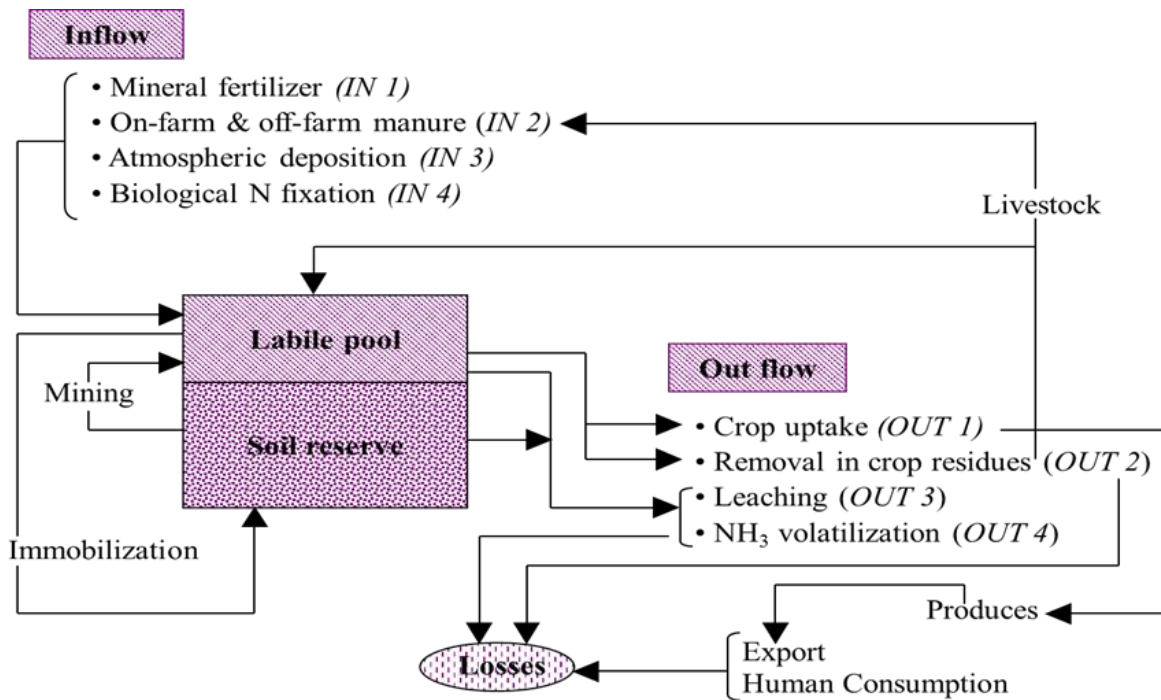 Inflow
• Mineral fertilizer (IN 1)
• On-farm & off-farm manure (IN 2)
• Atmospheric deposition (IN 3)
• Biological N fixation (IN 4)
Livestock
Labile pool
Mining
Soil reserve
Out flow
• Crop uptake (OUT 1)
• Removal in crop residues (OUT 2)
• Leaching (OUT 3)
• NH₃ volatilization (OUT 4)
Immobilization
Produces
Export
Human Consumption
Losses